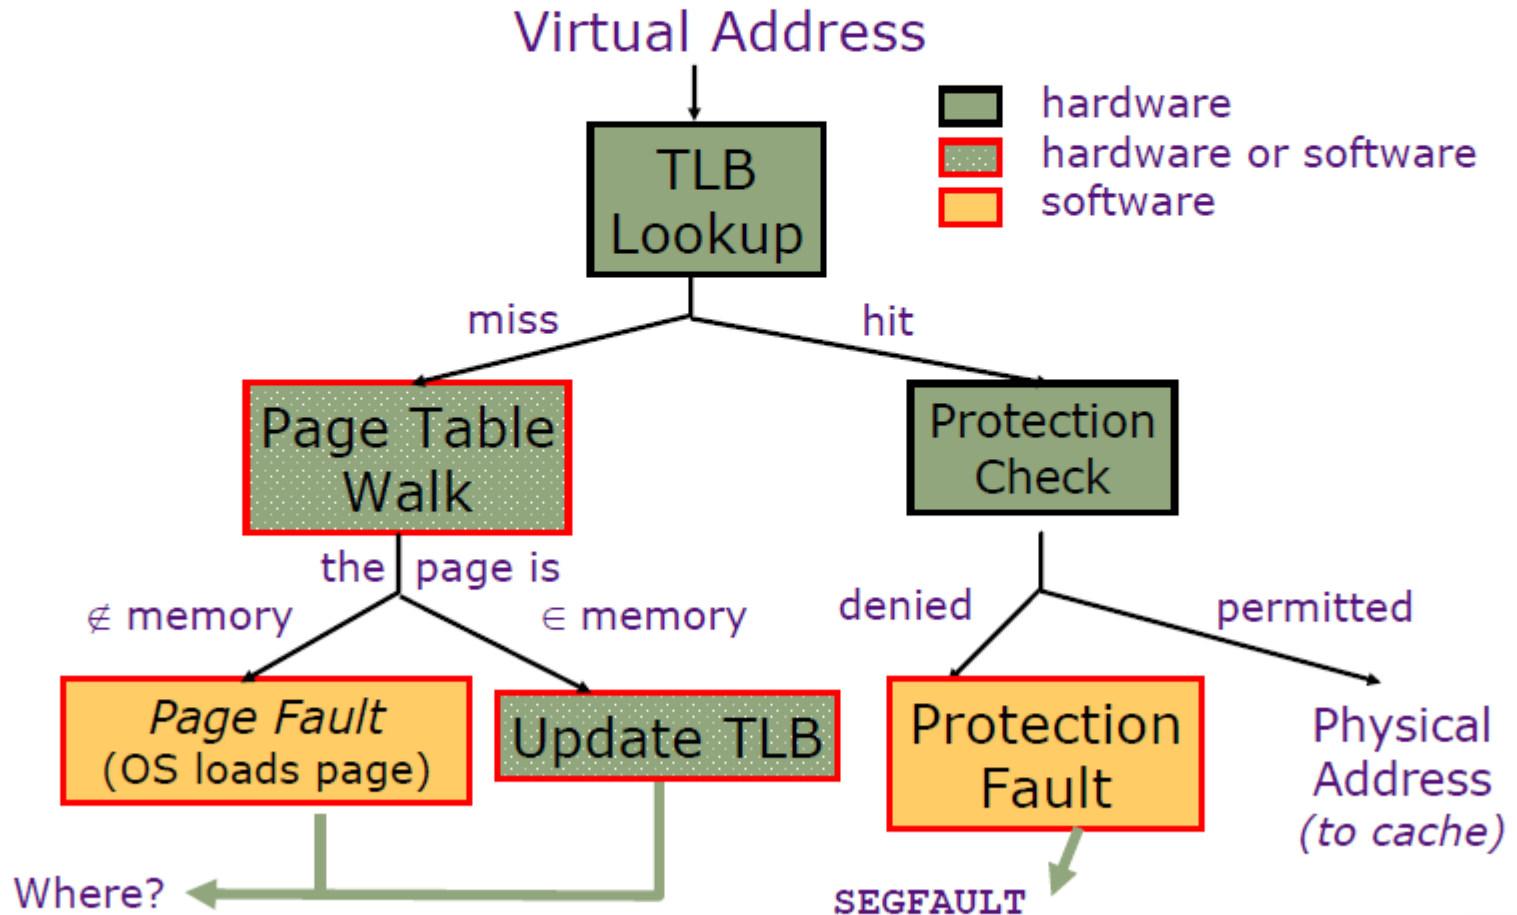 Virtual Address
hardware
hardware or software
software
TLB
Lookup
miss
hit
Page Table
Walk
Protection
Check
the page is
∉ memory
∈ memory
denied
permitted
Page Fault
(OS loads page)
Update TLB
Protection
Fault
Physical
Address
(to cache)
Where?
SEGFAULT